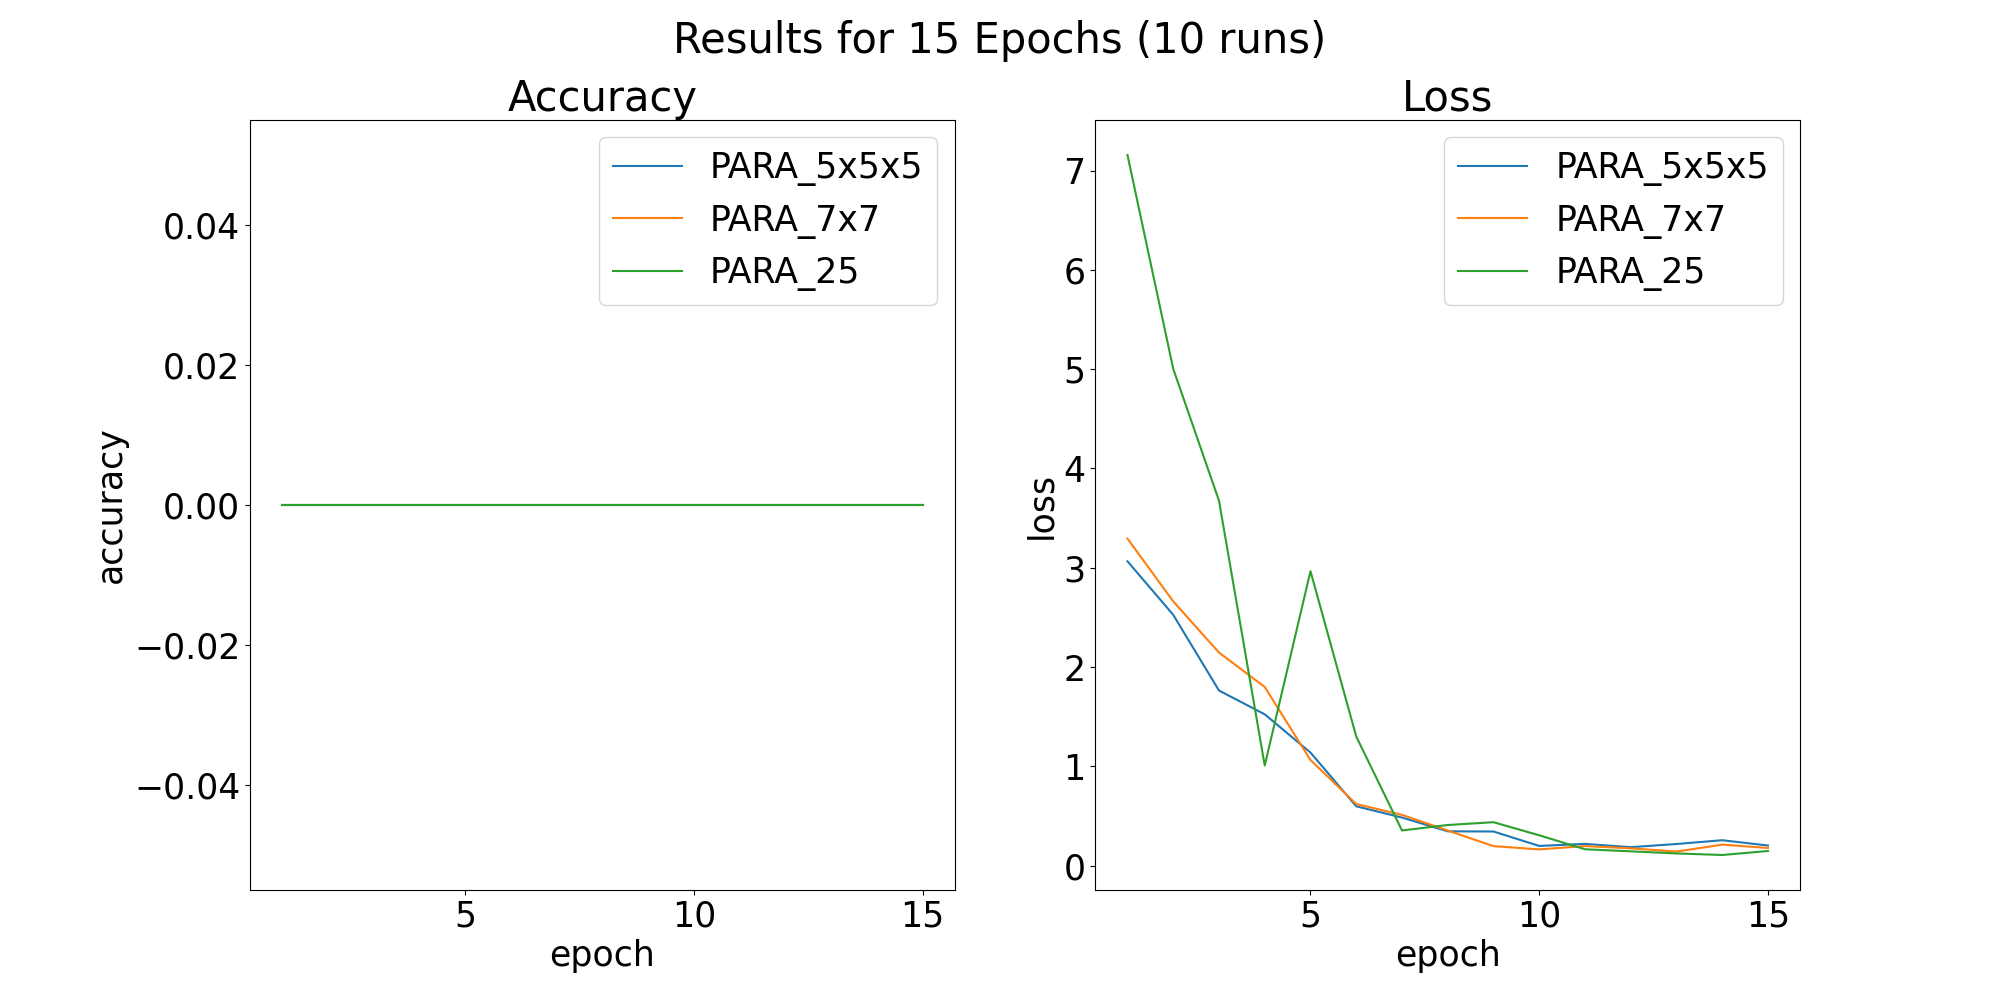 Results for 15 Epochs (10 runs)
Accuracy
PARA_5x5x5
PARA_7x7
PARA_25
0.04
0.02
0.00
−0.02
−0.04
accuracy
5 10 15
epoch
Loss
PARA_5x5x5
PARA_7x7
PARA_25
7
6
5
4
3
2
1
0
loss
5 10 15
epoch